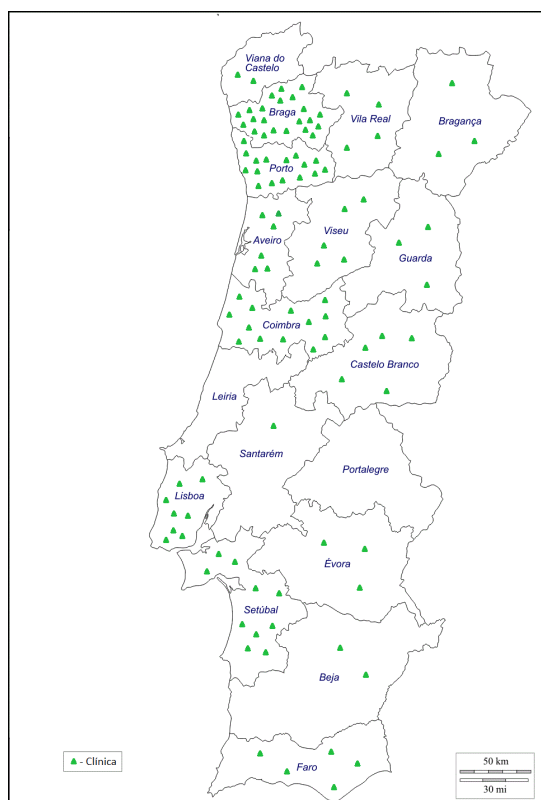 Viana do
Castelo
Braga
Vila Real
Bragança
Porto
Aveiro
Viseu
Guarda
Coimbra
Castelo Branco
Leiria
Santarém
Portalegre
Lisboa
Évora
Setúbal
Beja
Faro
- Clínica
50 km
30 mi